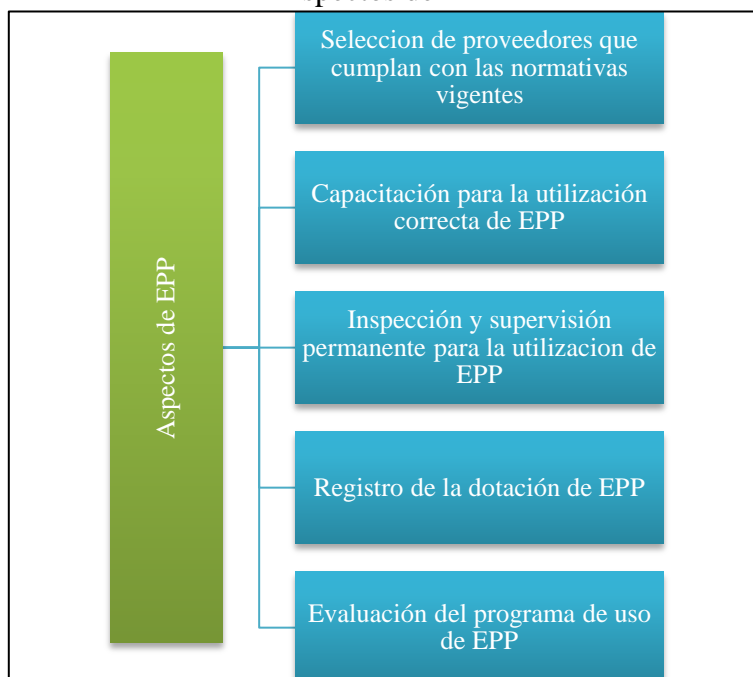 Aspectos de EPP
Seleccion de proveedores que
cumplan con las normativas
vigentes
Capacitación para la utilización
correcta de EPP
Inspección y supervisión
permanente para la utilizacion de
EPP
Registro de la dotación de EPP
Evaluación del programa de uso
de EPP